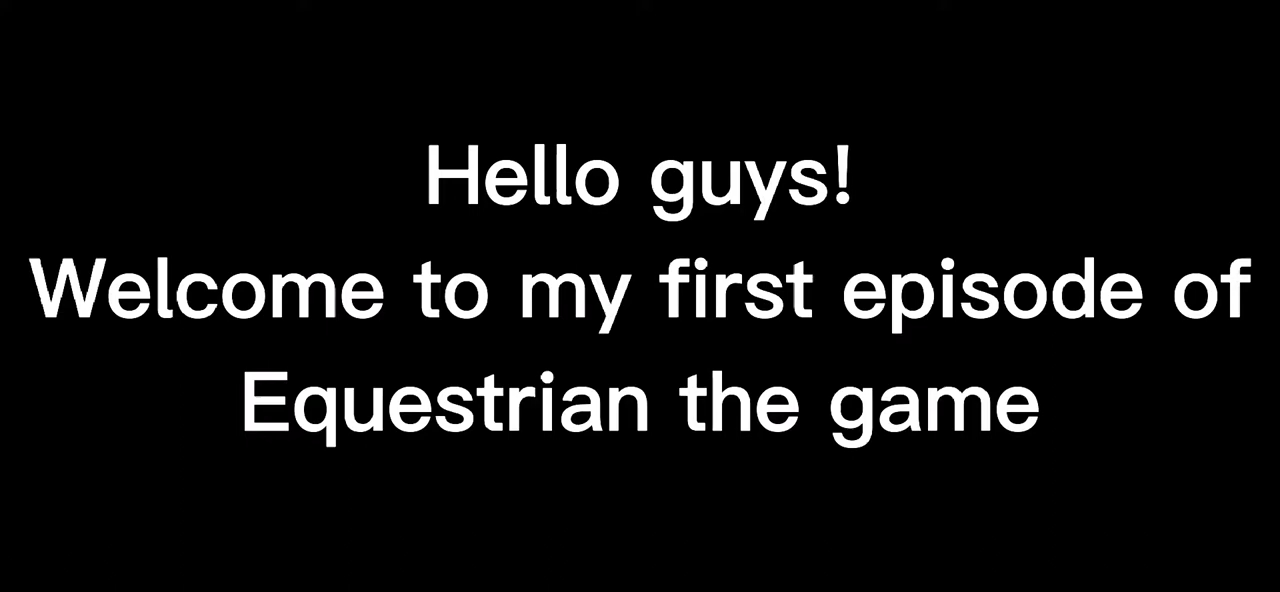 Hello guys!
Welcome to my first episode of
Equestrian the game